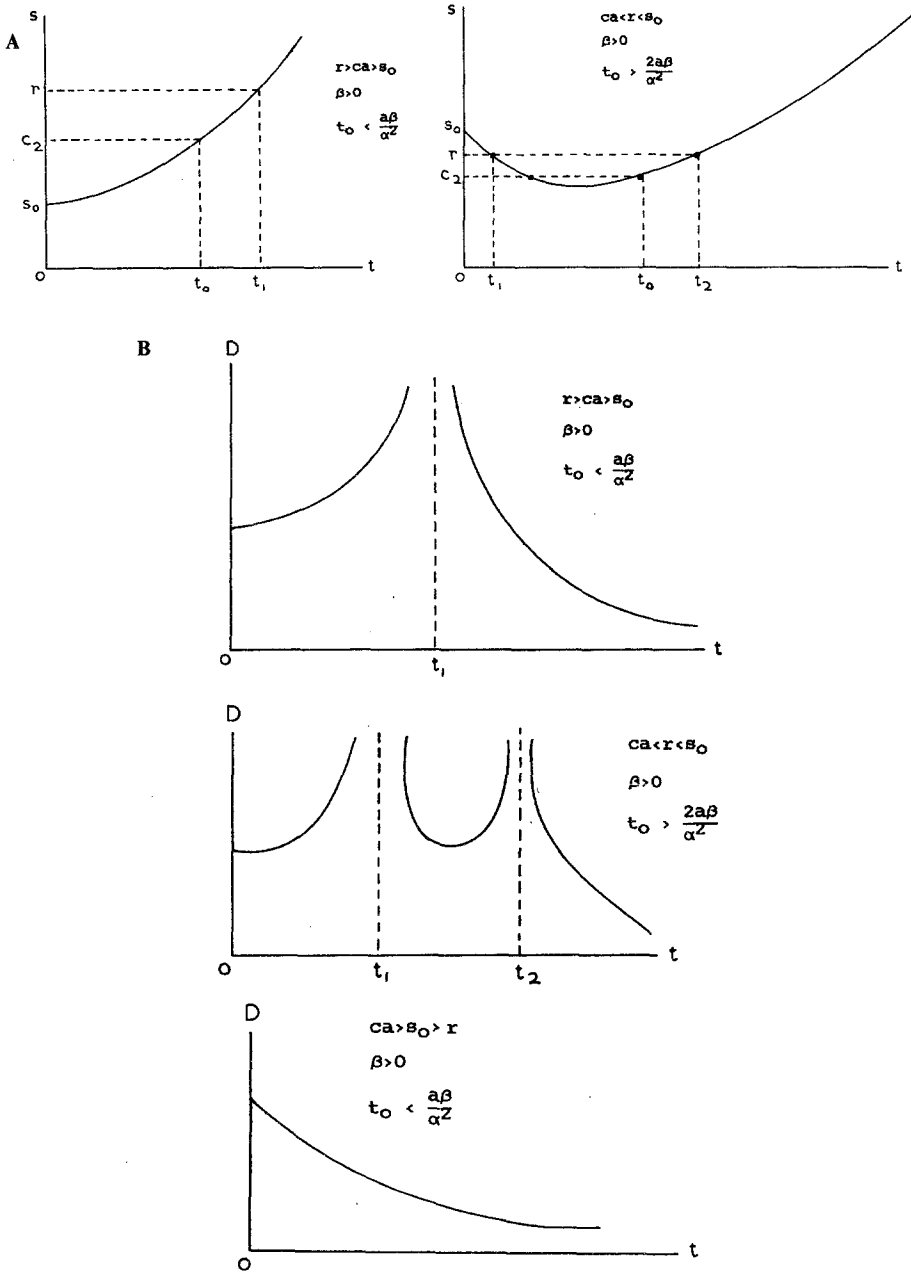 A
s
r
c₂
s₀
o
t₀
t₁
t
r>ca>s₀
β>0
t₀ < aβ/α²
s
s₀
r
c₂
o
t₁
t₀
t₂
t
ca<r<s₀
β>0
t₀ > 2aβ/α²
B
D
o
t₁
t
r>ca>s₀
β>0
t₀ < aβ/α²
D
o
t₁
t₂
t
ca<r<s₀
β>0
t₀ > 2aβ/α²
D
o
t
ca>s₀>r
β>0
t₀ < aβ/α²